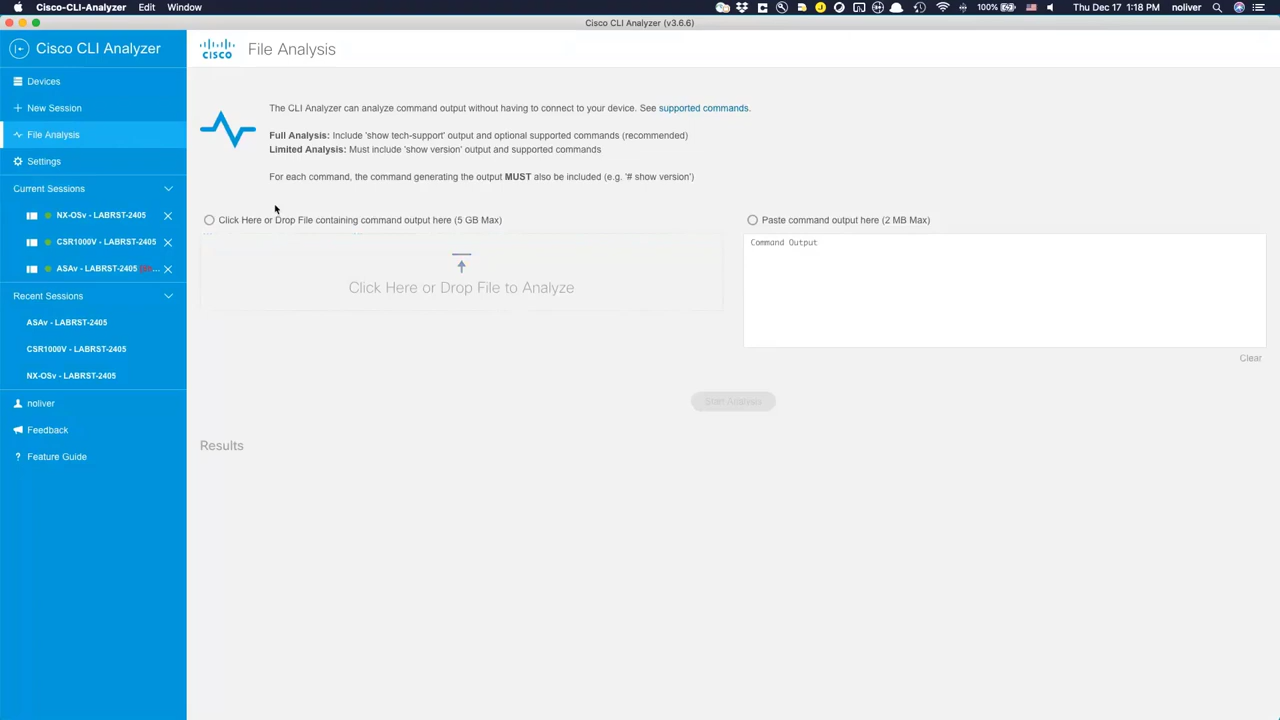 Cisco-CLI-Analyzer Edit Window
100% Thu Dec 17 1:18 PM noliver
Cisco CLI Analyzer (v3.6.6)
Cisco CLI Analyzer
Devices
New Session
File Analysis
Settings
Current Sessions
NX-OSv - LABRST-2405
CSR1000V - LABRST-2405
ASAv - LABRST-2405
Recent Sessions
ASAv - LABRST-2405
CSR1000V - LABRST-2405
NX-OSv - LABRST-2405
noliver
Feedback
? Feature Guide
CISCO
File Analysis
The CLI Analyzer can analyze command output without having to connect to your device. See supported commands.
Full Analysis: Include 'show tech-support' output and optional supported commands (recommended)
Limited Analysis: Must include 'show version' output and supported commands
For each command, the command generating the output MUST also be included (e.g. '# show version')
Click Here or Drop File containing command output here (5 GB Max)
Click Here or Drop File to Analyze
Paste command output here (2 MB Max)
Command Output
Clear
Start Analysis
Results